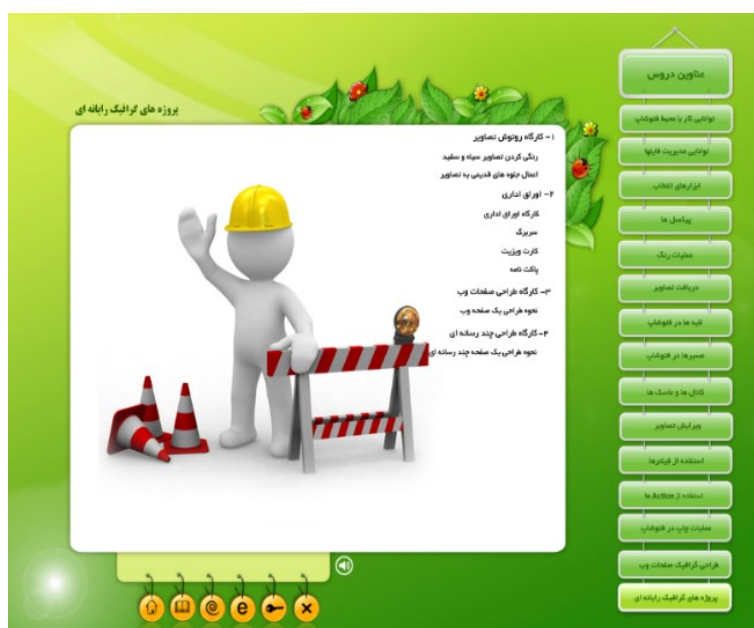 عناوین دروس
توانایی کار با محیط فتوشاپ
توانایی مدیریت فایلها
ابزارهای انتخاب
پیکسل ها
عملیات رنگ
دریافت تصاویر
لایه ها در فتوشاپ
مسیرها در فتوشاپ
کانال ها و ماسک ها
ویرایش تصاویر
استفاده از فیلترها
استفاده از Action ها
عملیات چاپ در فتوشاپ
طراحی گرافیک صفحات وب
پروژه های گرافیک رایانه ای
پروژه های گرافیک رایانه ای
۱- کارگاه روتوش تصاویر
رنگی کردن تصاویر سیاه و سفید
اعمال جلوه های قدیمی به تصاویر
۲- اوراق اداری
کارگاه اوراق اداری
سربرگ
کارت ویزیت
پاکت نامه
۳- کارگاه طراحی صفحات وب
نحوه طراحی یک صفحه وب
۴- کارگاه طراحی چند رسانه ای
نحوه طراحی یک صفحه چند رسانه ای